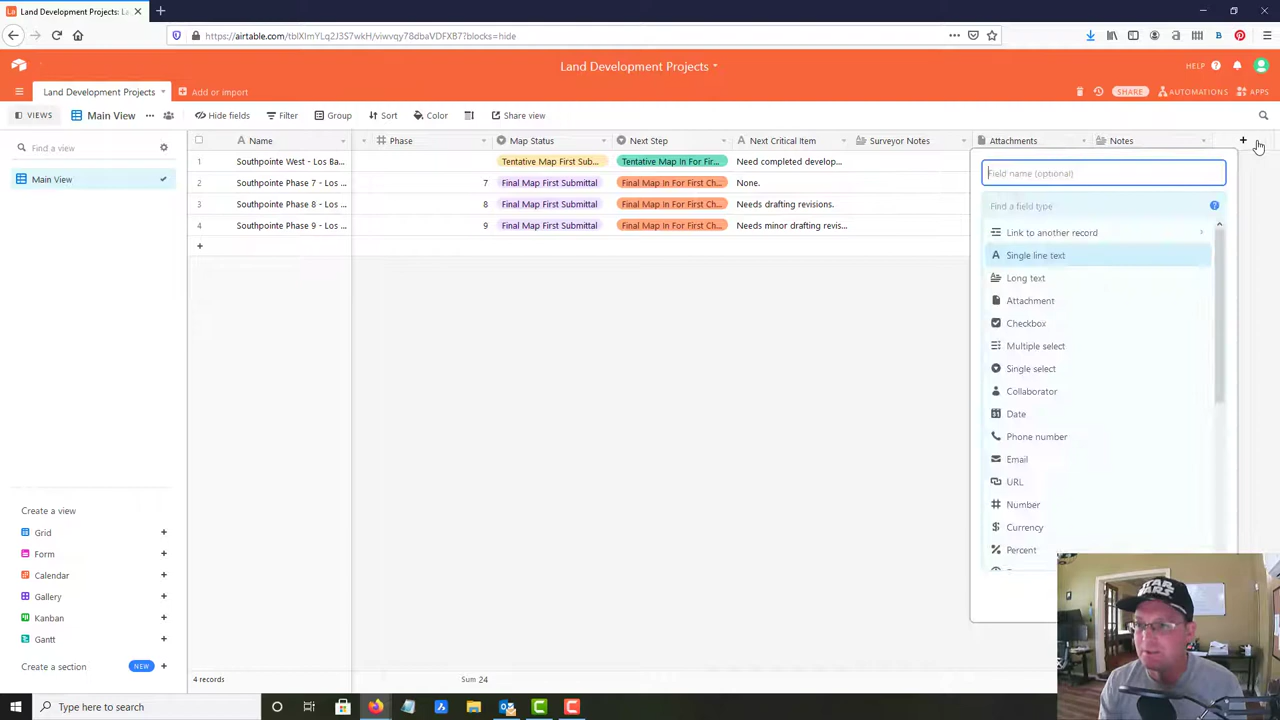 Land Development Projects: La
https://airtable.com/tblXlmYLq2J3S7wkH/viwvqy78dbaVDFXB7?blocks=hide
Land Development Projects
HELP
Land Development Projects
Add or import
SHARE
AUTOMATIONS
APPS
VIEWS
Main View
Hide fields
Filter
Group
Sort
Color
Share view
Find a view
Main View
Name
Phase
Map Status
Next Step
Next Critical Item
Surveyor Notes
Attachments
Notes
1 Southpointe West - Los Ba... Tentative Map First Sub... Tentative Map In For Fir... Need completed develop...
2 Southpointe Phase 7 - Los ... 7 Final Map First Submittal Final Map In For First Ch... None.
3 Southpointe Phase 8 - Los ... 8 Final Map First Submittal Final Map In For First Ch... Needs drafting revisions.
4 Southpointe Phase 9 - Los ... 9 Final Map First Submittal Final Map In For First Ch... Needs minor drafting revis...
Field name (optional)
Find a field type
Link to another record
Single line text
Long text
Attachment
Checkbox
Multiple select
Single select
Collaborator
Date
Phone number
Email
URL
Number
Currency
Percent
Create a view
Grid
Form
Calendar
Gallery
Kanban
Gantt
Create a section NEW
4 records
Sum 24
STAR
WARS
Type here to search